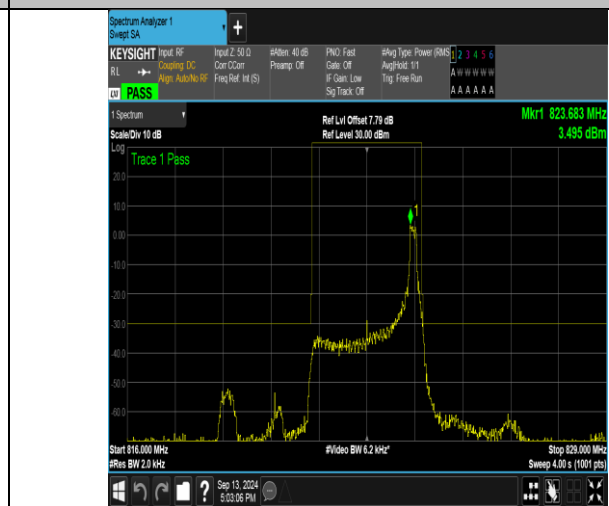 Spectrum Analyzer 1
Swept SA
+
KEYSIGHT Input: RF Input Z: 50 Ω #Atten: 40 dB PNO: Fast #Avg Type: Power (RMS 1 2 3 4 5 6
RL Coupling: DC Corr CCorr Preamp: Off Gate: Off Avg|Hold: 1/1 A W W W W W
Align: Auto/No RF Freq Ref: Int (S) IF Gain: Low Trig: Free Run
PASS Sig Track: Off A A A A A A
1 Spectrum Ref Lvl Offset 7.79 dB Mkr1 823.683 MHz
Scale/Div 10 dB Ref Level 30.00 dBm 3.495 dBm
Log
Trace 1 Pass
20.0
10.0
1
0.00
-10.0
-20.0
-30.0
-40.0
-50.0
-60.0
Start 816.000 MHz #Video BW 6.2 kHz* Stop 829.000 MHz
#Res BW 2.0 kHz Sweep 4.00 s (1001 pts)
? Sep 13, 2024
5:03:06 PM